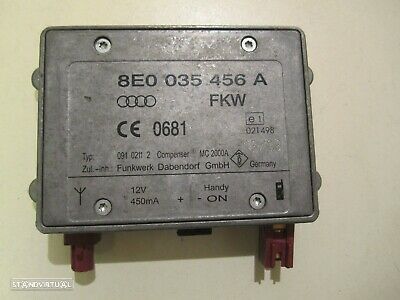 8E0 035 456 A
FKW
CE 0681
e1
021498
Typ: 091 0211 2 Compenser MC 2000A
Zul.-inh: Funkwerk Dabendorf GmbH
D
Germany
12V
450mA + -
Handy
ON
STANDVIRTUAL